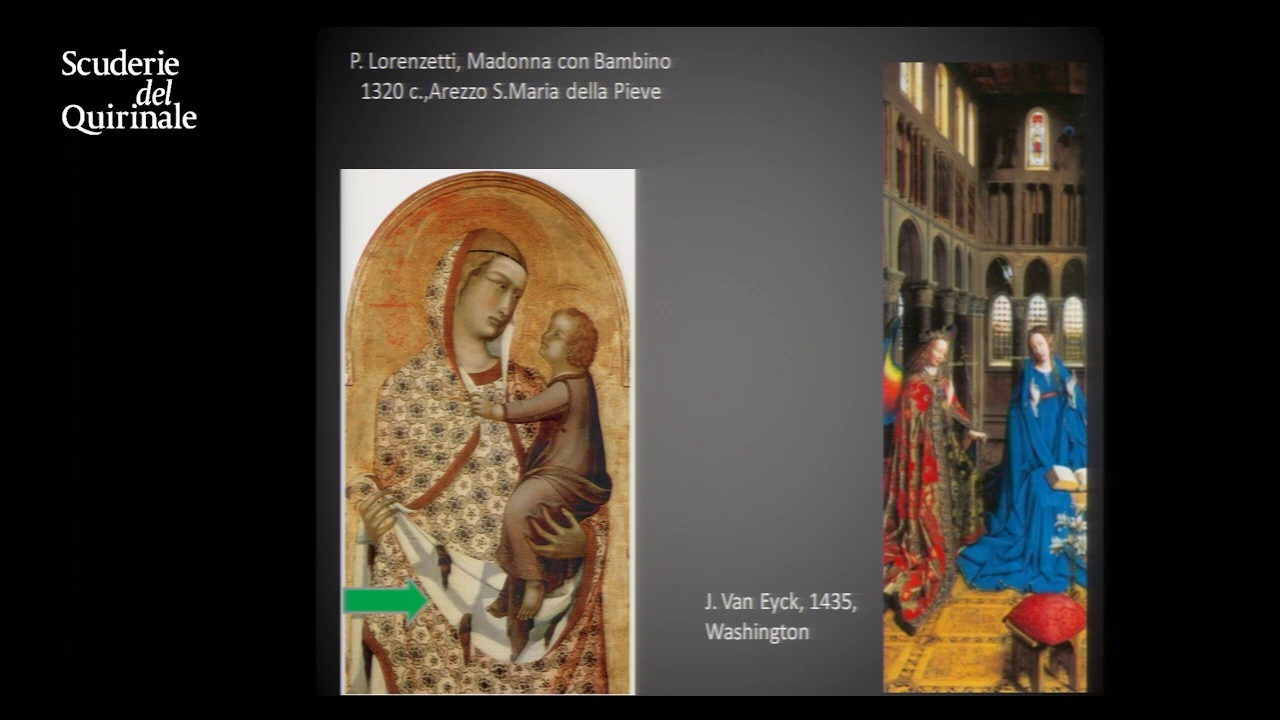 Scuderie
del
Quirinale
P. Lorenzetti, Madonna con Bambino
1320 c.,Arezzo S.Maria della Pieve
J. Van Eyck, 1435,
Washington